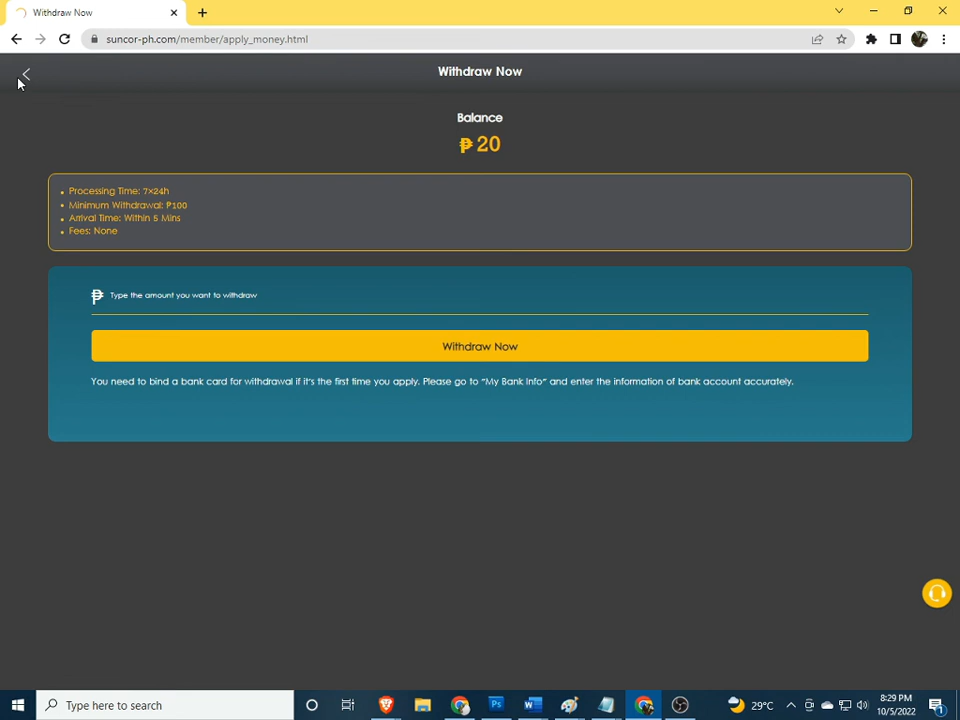 Withdraw Now
suncor-ph.com/member/apply_money.html
Withdraw Now
Balance
₱ 20
• Processing Time: 7×24h
• Minimum Withdrawal: ₱100
• Arrival Time: Within 5 Mins
• Fees: None
₱ Type the amount you want to withdraw
Withdraw Now
You need to bind a bank card for withdrawal if it's the first time you apply. Please go to "My Bank Info" and enter the information of bank account accurately.
Type here to search
Ps
W
29°C
8:29 PM
10/5/2022
1